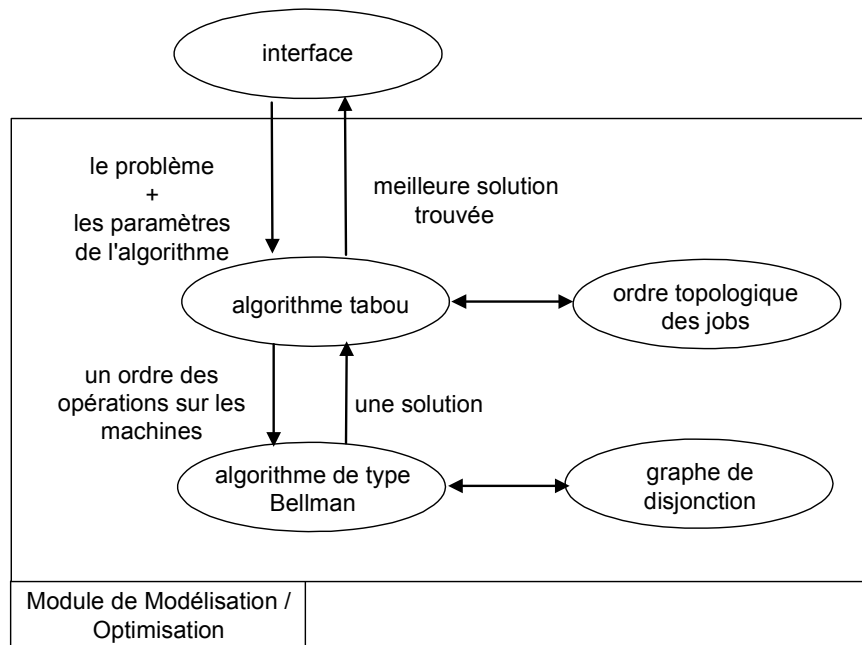 interface
le problème
+
les paramètres
de l'algorithme
meilleure solution
trouvée
algorithme tabou
ordre topologique
des jobs
un ordre des
opérations sur les
machines
une solution
algorithme de type
Bellman
graphe de
disjonction
Module de Modélisation /
Optimisation